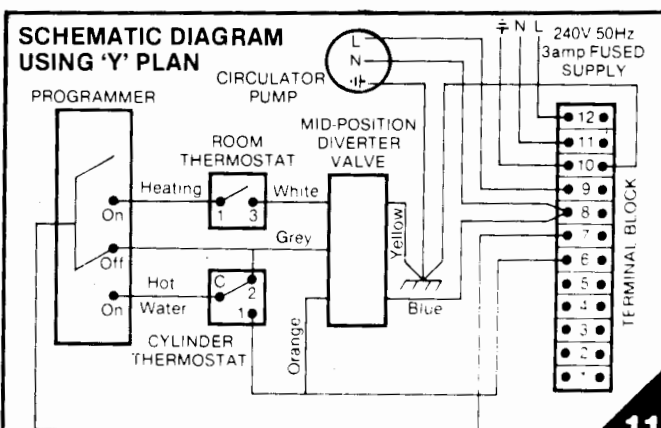 SCHEMATIC DIAGRAM
USING 'Y' PLAN
PROGRAMMER
CIRCULATOR
PUMP
L
N
N L
240V 50Hz
3amp FUSED
SUPPLY
ROOM
THERMOSTAT
MID-POSITION
DIVERTER
VALVE
Heating
On
1 3
White
Off
Grey
Yellow
Hot
Water
On
C
2
1
Orange
Blue
CYLINDER
THERMOSTAT
12
11
10
9
8
7
6
5
4
3
2
1
TERMINAL BLOCK
11